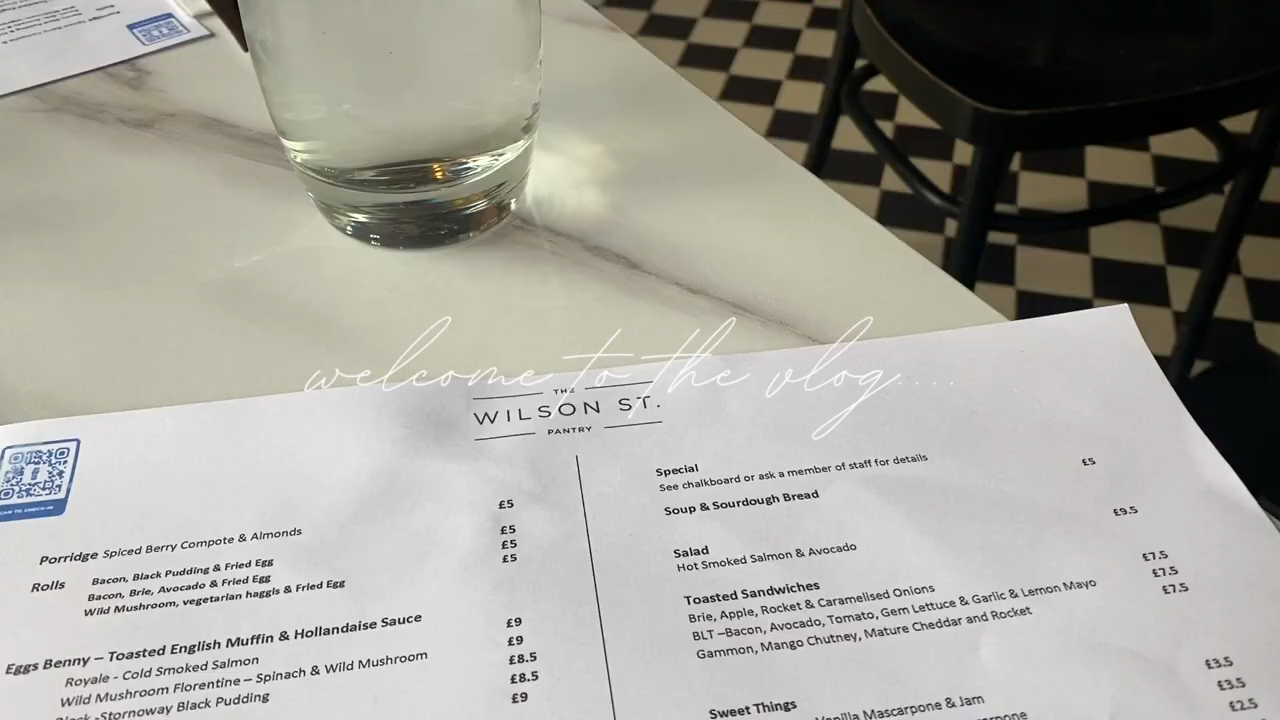 welcome to the vlog....
THE
WILSON ST.
PANTRY
Porridge Spiced Berry Compote & Almonds £5
Rolls Bacon, Black Pudding & Fried Egg £5
Bacon, Brie, Avocado & Fried Egg £5
Wild Mushroom, vegetarian haggis & Fried Egg £5
Eggs Benny – Toasted English Muffin & Hollandaise Sauce
Royale - Cold Smoked Salmon £9
Wild Mushroom Florentine – Spinach & Wild Mushroom £9
-Stornoway Black Pudding £8.5
£8.5
£9
Special
See chalkboard or ask a member of staff for details
Soup & Sourdough Bread £5
Salad
Hot Smoked Salmon & Avocado £9.5
Toasted Sandwiches
Brie, Apple, Rocket & Caramelised Onions £7.5
BLT –Bacon, Avocado, Tomato, Gem Lettuce & Garlic & Lemon Mayo £7.5
Gammon, Mango Chutney, Mature Cheddar and Rocket £7.5
Sweet Things
Vanilla Mascarpone & Jam £3.5
£3.5
£2.5